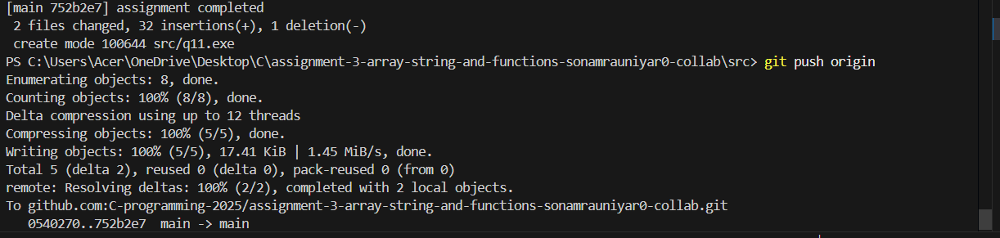 [main 752b2e7] assignment completed
 2 files changed, 32 insertions(+), 1 deletion(-)
 create mode 100644 src/q11.exe
PS C:\Users\Acer\OneDrive\Desktop\C\assignment-3-array-string-and-functions-sonamrauniyar0-collab\src> git push origin
Enumerating objects: 8, done.
Counting objects: 100% (8/8), done.
Delta compression using up to 12 threads
Compressing objects: 100% (5/5), done.
Writing objects: 100% (5/5), 17.41 KiB | 1.45 MiB/s, done.
Total 5 (delta 2), reused 0 (delta 0), pack-reused 0 (from 0)
remote: Resolving deltas: 100% (2/2), completed with 2 local objects.
To github.com:C-programming-2025/assignment-3-array-string-and-functions-sonamrauniyar0-collab.git
   0540270..752b2e7  main -> main